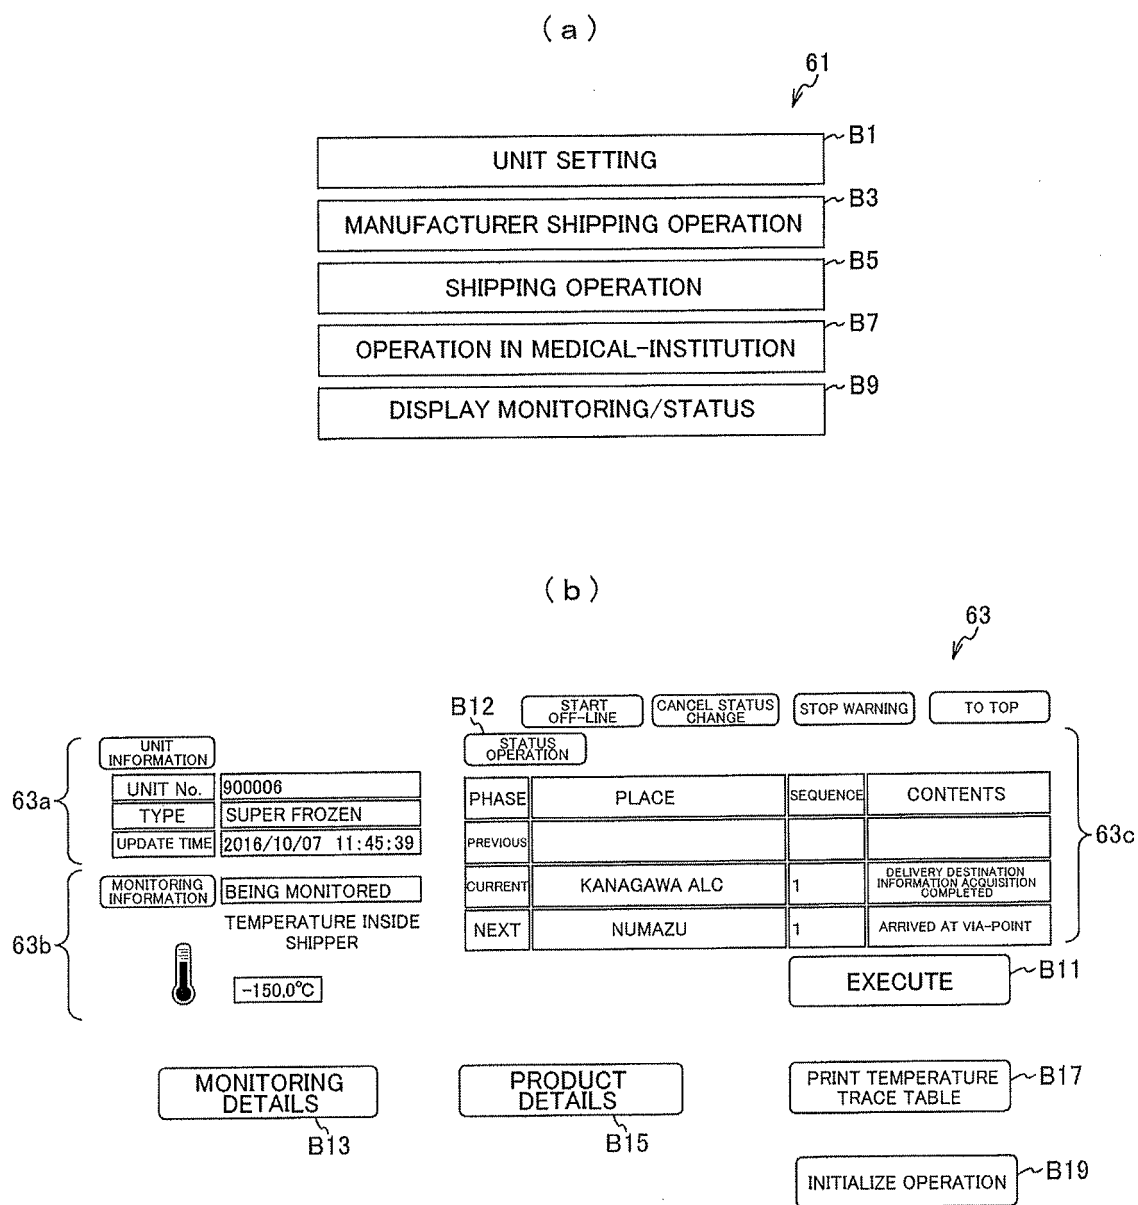 (a)
61
UNIT SETTING
B1
MANUFACTURER SHIPPING OPERATION
B3
SHIPPING OPERATION
B5
OPERATION IN MEDICAL-INSTITUTION
B7
DISPLAY MONITORING/STATUS
B9
(b)
63
B12
START
OFF-LINE
CANCEL STATUS
CHANGE
STOP WARNING
TO TOP
63a
UNIT
INFORMATION
UNIT No. 900006
TYPE SUPER FROZEN
UPDATE TIME 2016/10/07 11:45:39
63b
MONITORING
INFORMATION
BEING MONITORED
TEMPERATURE INSIDE
SHIPPER
-150,0°C
STATUS
OPERATION
PHASE PLACE SEQUENCE CONTENTS
PREVIOUS
CURRENT KANAGAWA ALC 1
DELIVERY DESTINATION
INFORMATION ACQUISITION
COMPLETED
NEXT NUMAZU 1 ARRIVED AT VIA-POINT
63c
EXECUTE
B11
MONITORING
DETAILS
B13
PRODUCT
DETAILS
B15
PRINT TEMPERATURE
TRACE TABLE
B17
INITIALIZE OPERATION
B19